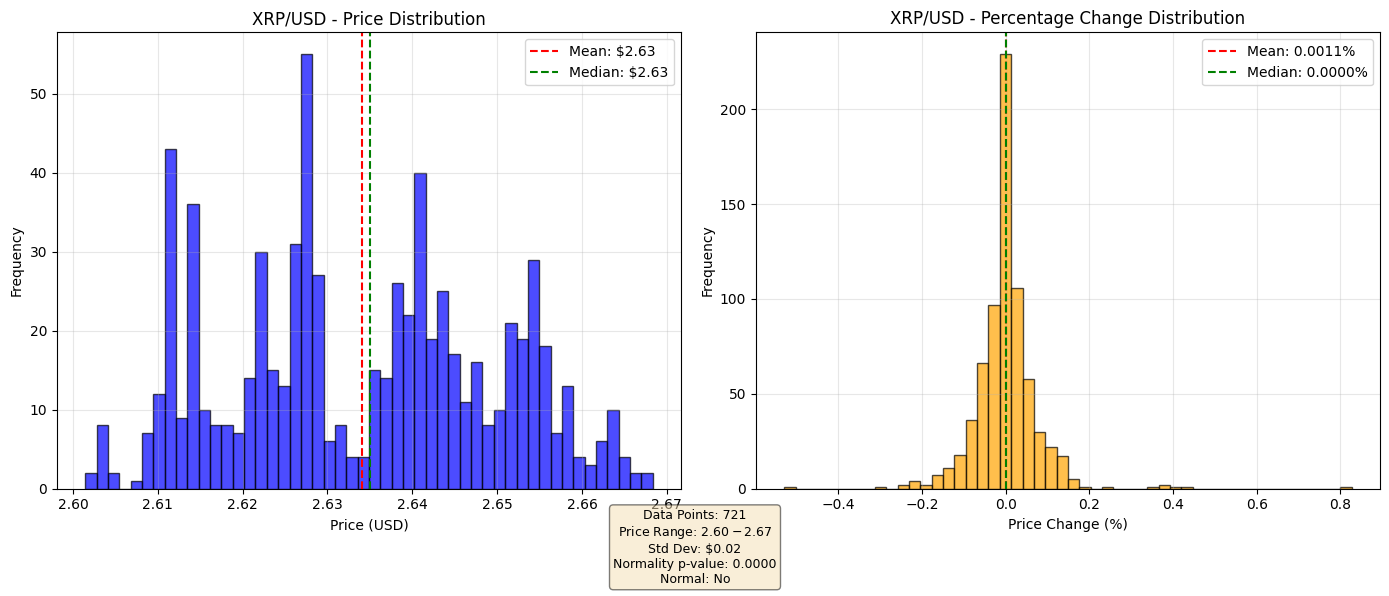 XRP/USD - Price Distribution
Mean: $2.63
Median: $2.63
50
40
30
20
10
0
Frequency
2.60
2.61
2.62
2.63
2.64
2.65
2.66
2.67
Price (USD)
XRP/USD - Percentage Change Distribution
Mean: 0.0011%
Median: 0.0000%
200
150
100
50
0
Frequency
−0.4
−0.2
0.0
0.2
0.4
0.6
0.8
Price Change (%)
Data Points: 721
Price Range: 2.60 − 2.67
Std Dev: $0.02
Normality p-value: 0.0000
Normal: No